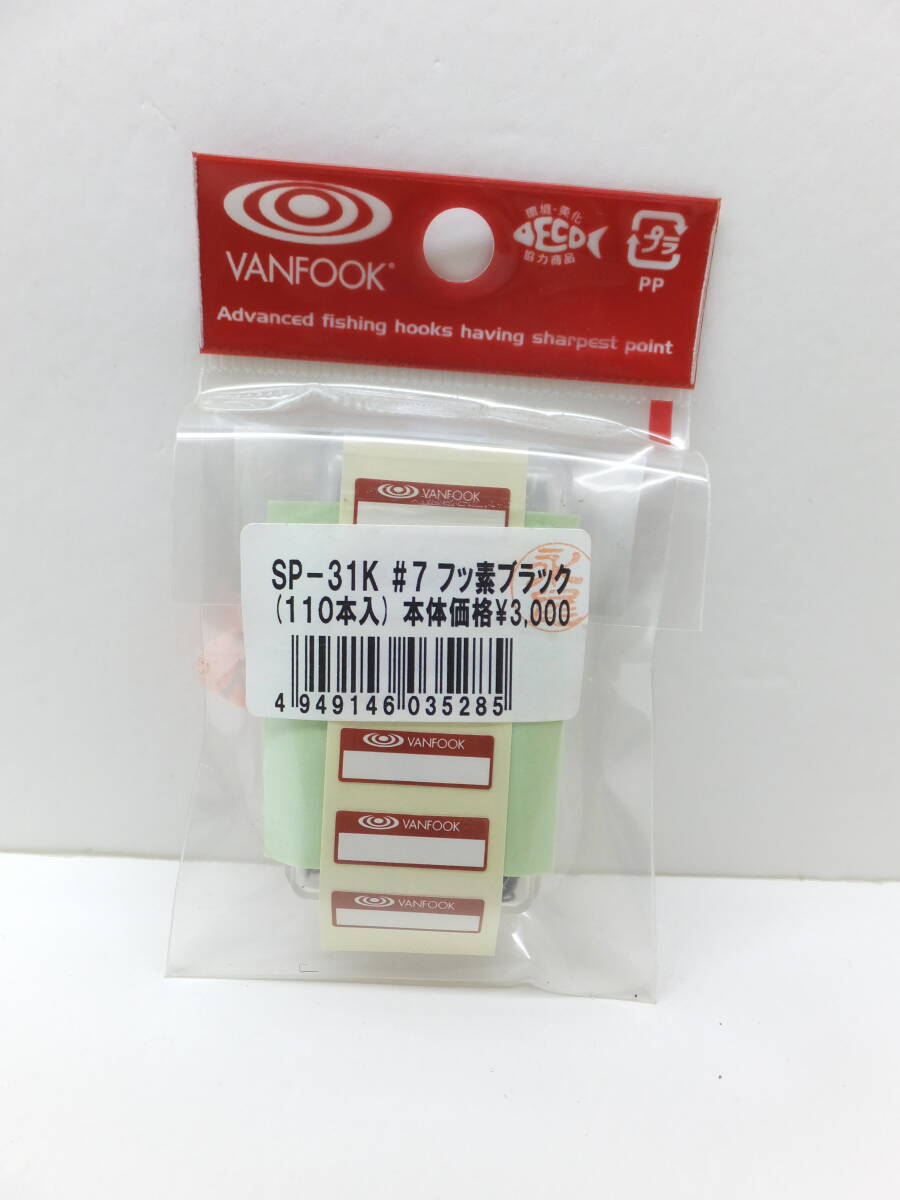 VANFOOK®
環境・美化
ECO
協力商品
プラ
PP
Advanced fishing hooks having sharpest point
VANFOOK
SP-31K #7 フッ素ブラック
(110本入) 本体価格¥3,000
4 949146 035285
VANFOOK
VANFOOK
VANFOOK